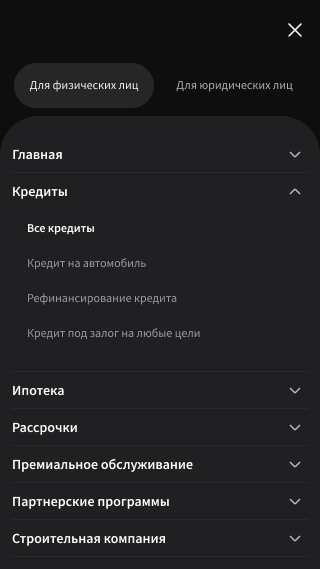 Для физических лиц
Для юридических лиц
Главная
Кредиты
Все кредиты
Кредит на автомобиль
Рефинансирование кредита
Кредит под залог на любые цели
Ипотека
Рассрочки
Премиальное обслуживание
Партнерские программы
Строительная компания